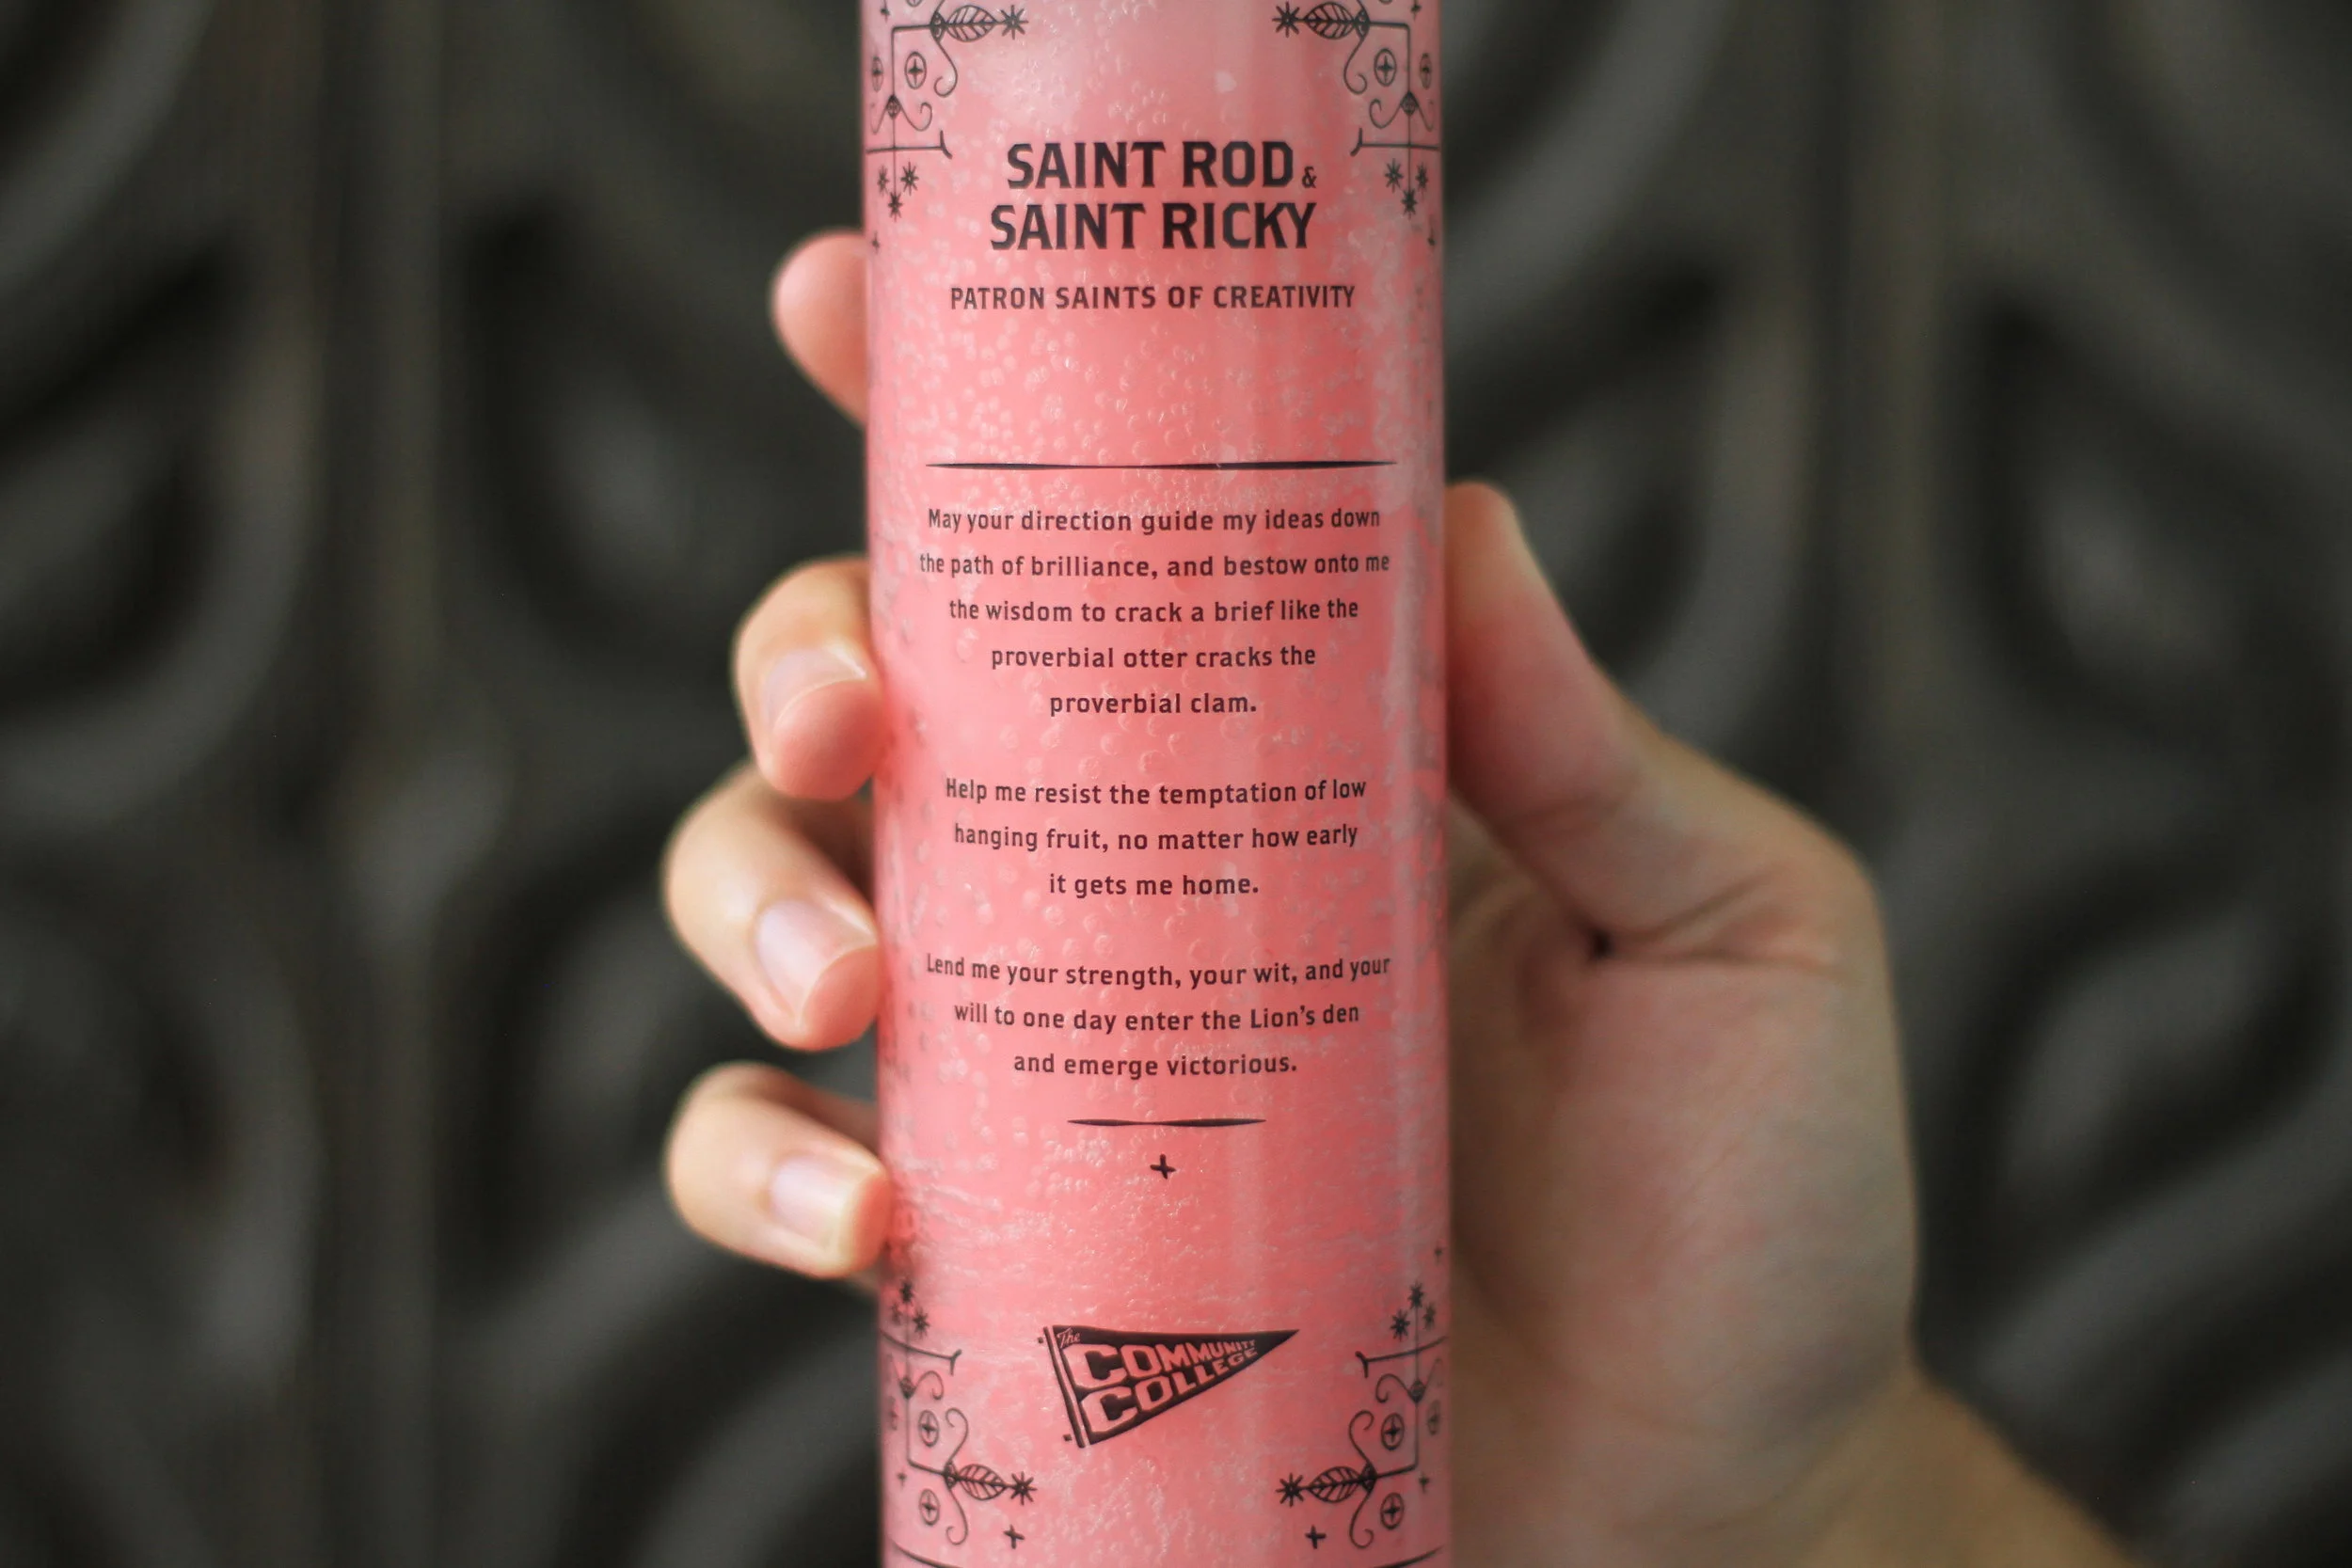 SAINT ROD &
SAINT RICKY
PATRON SAINTS OF CREATIVITY
May your direction guide my ideas down
the path of brilliance, and bestow onto me
the wisdom to crack a brief like the
proverbial otter cracks the
proverbial clam.
Help me resist the temptation of low
hanging fruit, no matter how early
it gets me home.
Lend me your strength, your wit, and your
will to one day enter the Lion's den
and emerge victorious.
The
COMMUNITY
COLLEGE